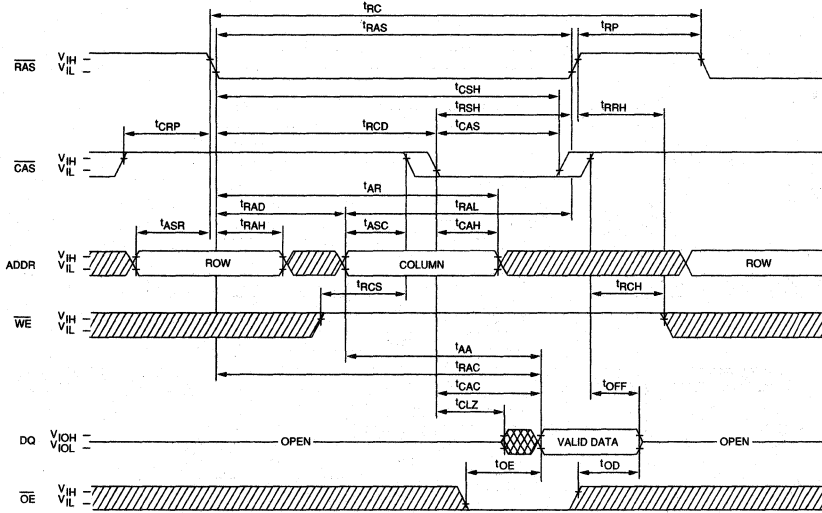 tRC
tRAS
tRP
RAS
VIH
VIL
tCSH
tRSH
tRRH
tCRP
tRCD
tCAS
CAS
VIH
VIL
tAR
tRAD
tRAL
tASR
tRAH
tASC
tCAH
ADDR
VIH
VIL
ROW
COLUMN
ROW
tRCS
tRCH
WE
VIH
VIL
tAA
tRAC
tCAC
tOFF
tCLZ
DQ
VIOH
VIOL
OPEN
VALID DATA
OPEN
tOE
tOD
OE
VIH
VIL